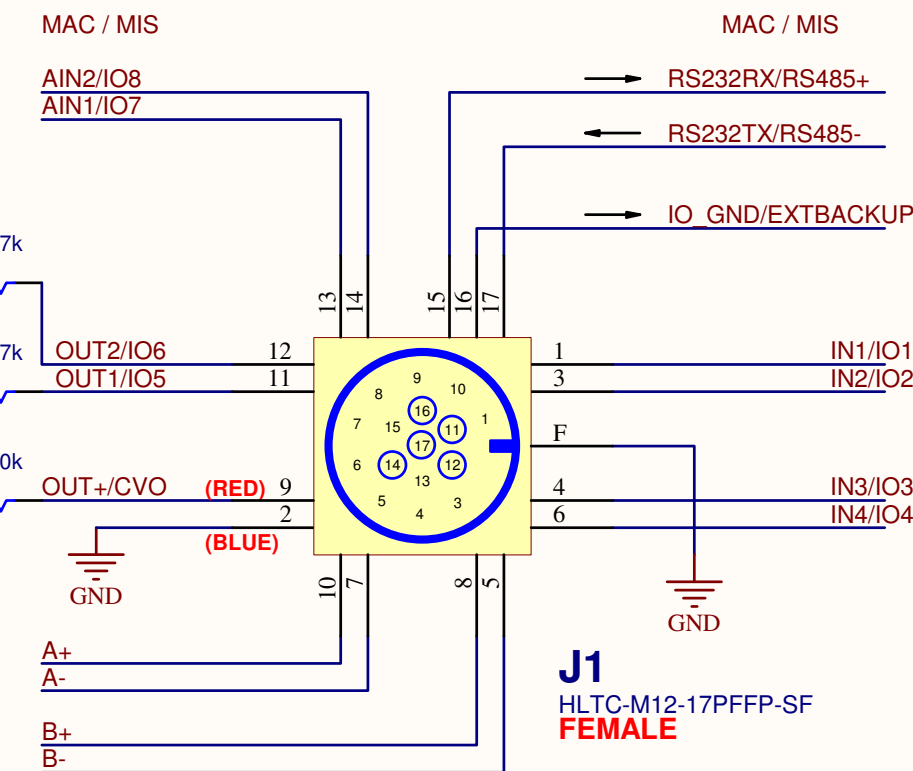 MAC / MIS
MAC / MIS
AIN2/IO8
RS232RX/RS485+
AIN1/IO7
RS232TX/RS485-
IO_GND/EXTBACKUP
7k
13
14
15
16
17
7k
OUT2/IO6
12
1
IN1/IO1
OUT1/IO5
11
3
IN2/IO2
9
10
8
16
1
7
15
11
17
F
6
14
12
13
5
3
4
0k
OUT+/CVO
(RED)
9
4
IN3/IO3
2
6
IN4/IO4
(BLUE)
GND
10
7
8
5
GND
A+
A-
J1
HLTC-M12-17PFFP-SF
FEMALE
B+
B-